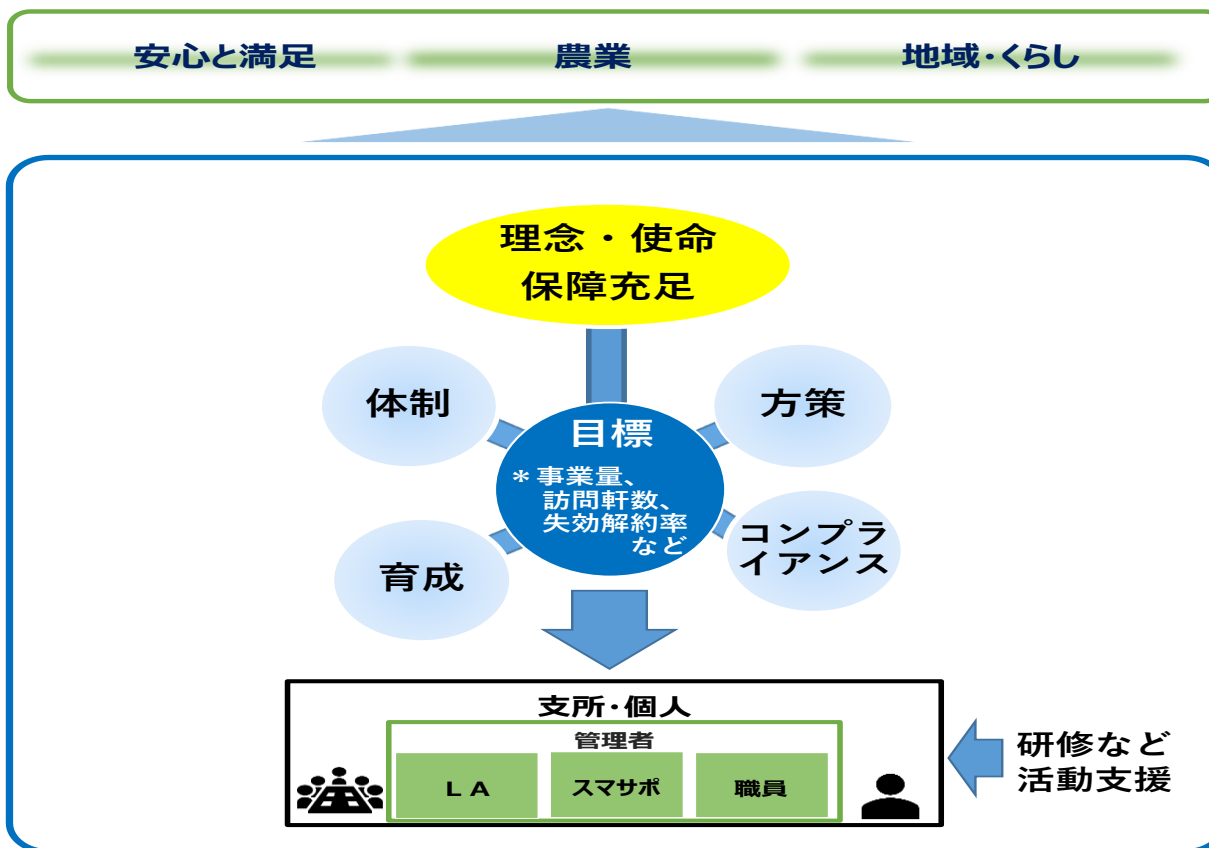 安心と満足 農業 地域・くらし
理念・使命
保障充足
体制
方策
目標
＊事業量、
訪問軒数、
失効解約率
など
育成
コンプラ
イアンス
支所・個人
管理者
ＬＡ
スマサポ
職員
研修など
活動支援